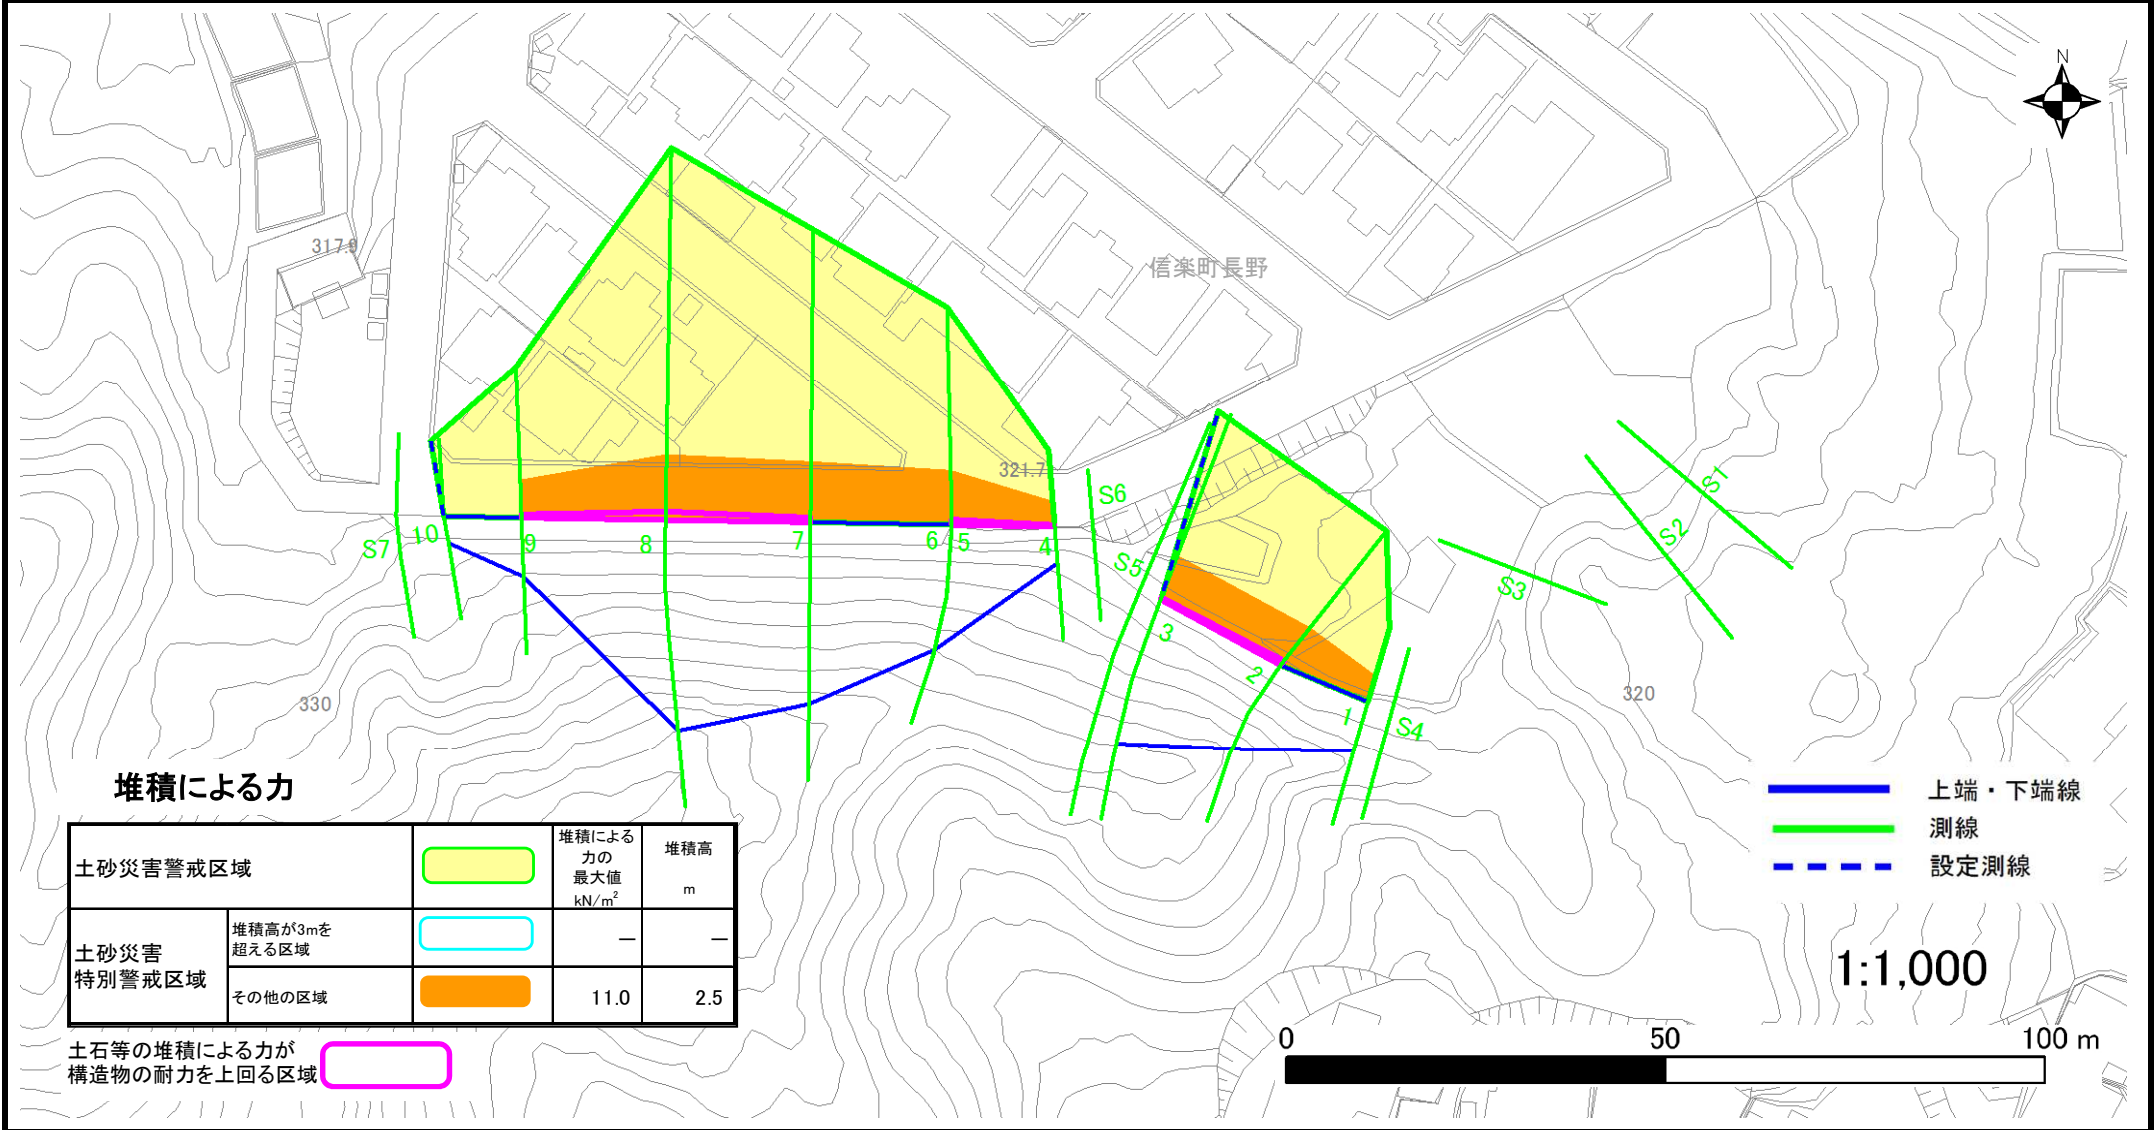 N
317.9
信楽町長野
321.7
S6
S1
S2
S7
10
9
8
7
6
5
4
S5
S3
3
2
1
S4
330
320
堆積による力
土砂災害警戒区域
堆積による
力の
最大値
kN/m²
堆積高
m
土砂災害
特別警戒区域
堆積高が3mを
超える区域
―
―
その他の区域
11.0
2.5
土石等の堆積による力が
構造物の耐力を上回る区域
上端・下端線
測線
設定測線
1:1,000
0
50
100 m